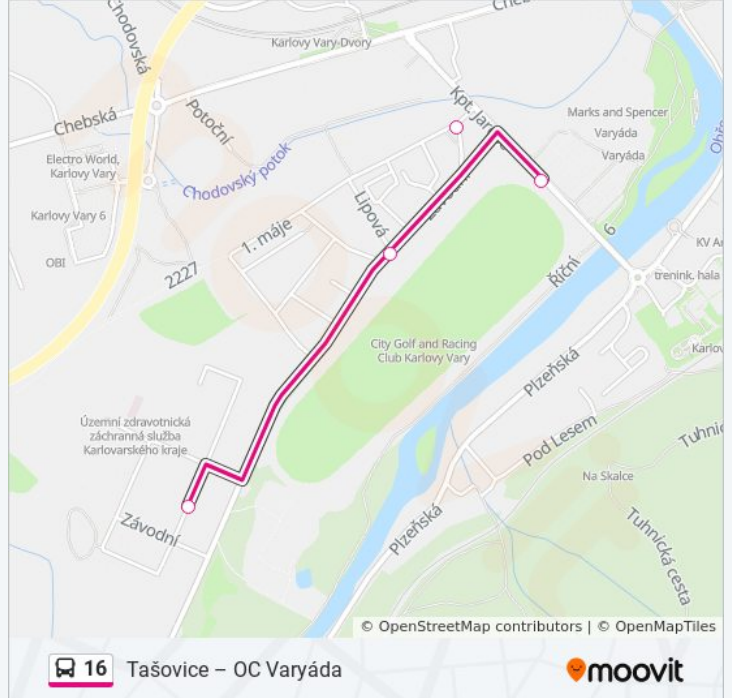 Chebská
Chodovská
Karlovy Vary-Dvory
Chebská
Potoční
Kpt. Jar
Marks and Spencer
Varyáda
Varyáda
Electro World,
Karlovy Vary
Chodovský potok
Ohře
Karlovy Vary 6
Lipová
1. máje
OBI
2227
6
Říční
KV Ar
trenink. hala
City Golf and Racing
Club Karlovy Vary
Karlov
Plzeňská
Územní zdravotnická
záchranná služba
Karlovarského kraje
Pod Lesem
Tuhnic
Na Skalce
Závodní
Plzeňská
Tuhnická cesta
© OpenStreetMap contributors | © OpenMapTiles
16 Tašovice – OC Varyáda
moovit